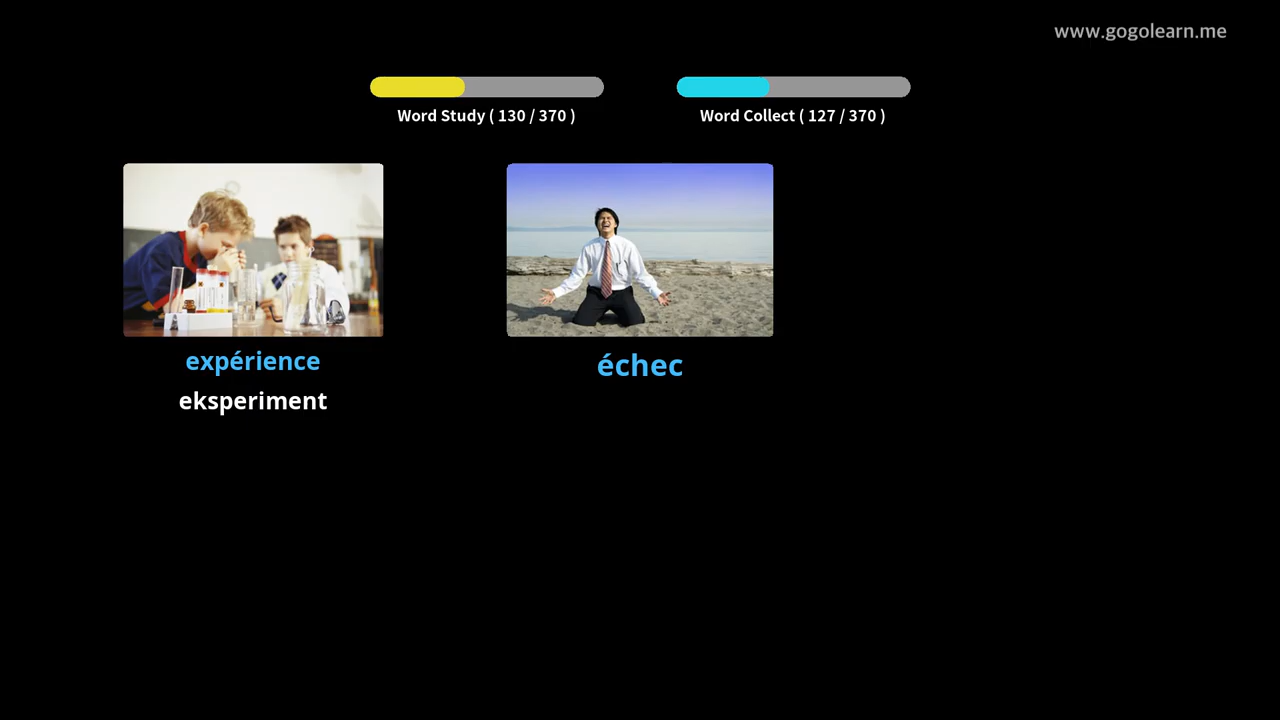 www.gogolearn.me
Word Study ( 130 / 370 )
Word Collect ( 127 / 370 )
expérience
eksperiment
échec